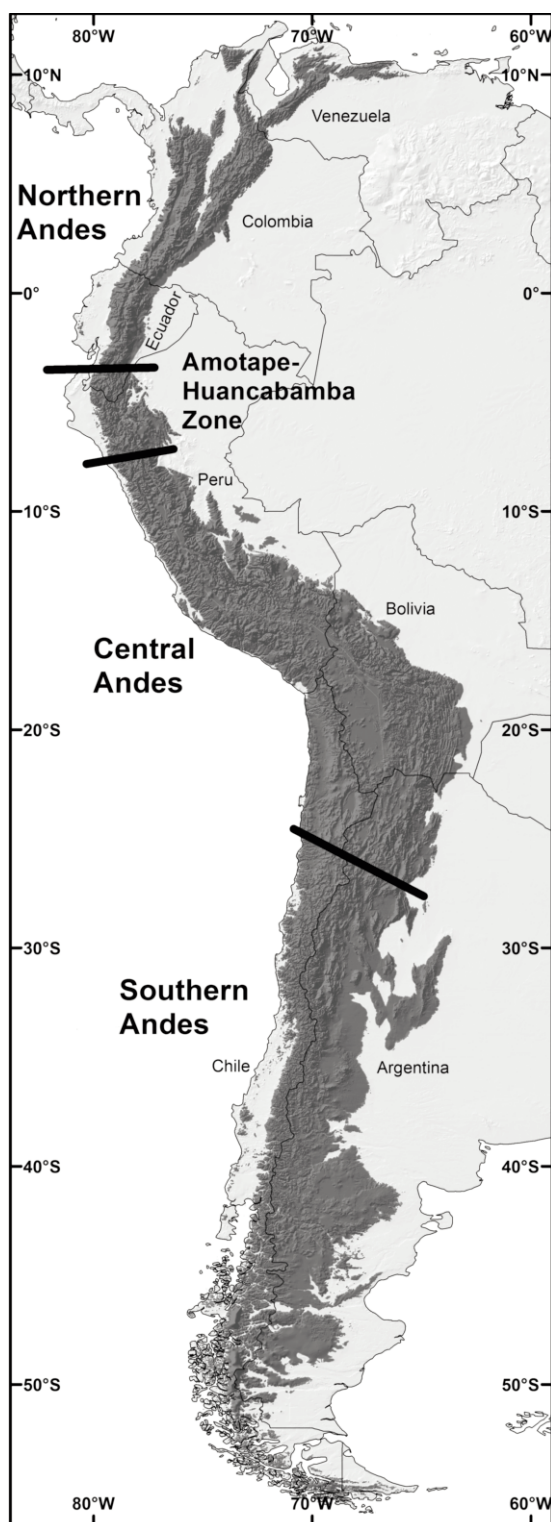 80°W
70°W
60°W
10°N
10°N
Venezuela
Northern
Andes
Colombia
0°
0°
Ecuador
Amotape-
Huancabamba
Zone
Peru
10°S
10°S
Bolivia
Central
Andes
20°S
20°S
30°S
30°S
Southern
Andes
Chile
Argentina
40°S
40°S
50°S
50°S
80°W
70°W
60°W